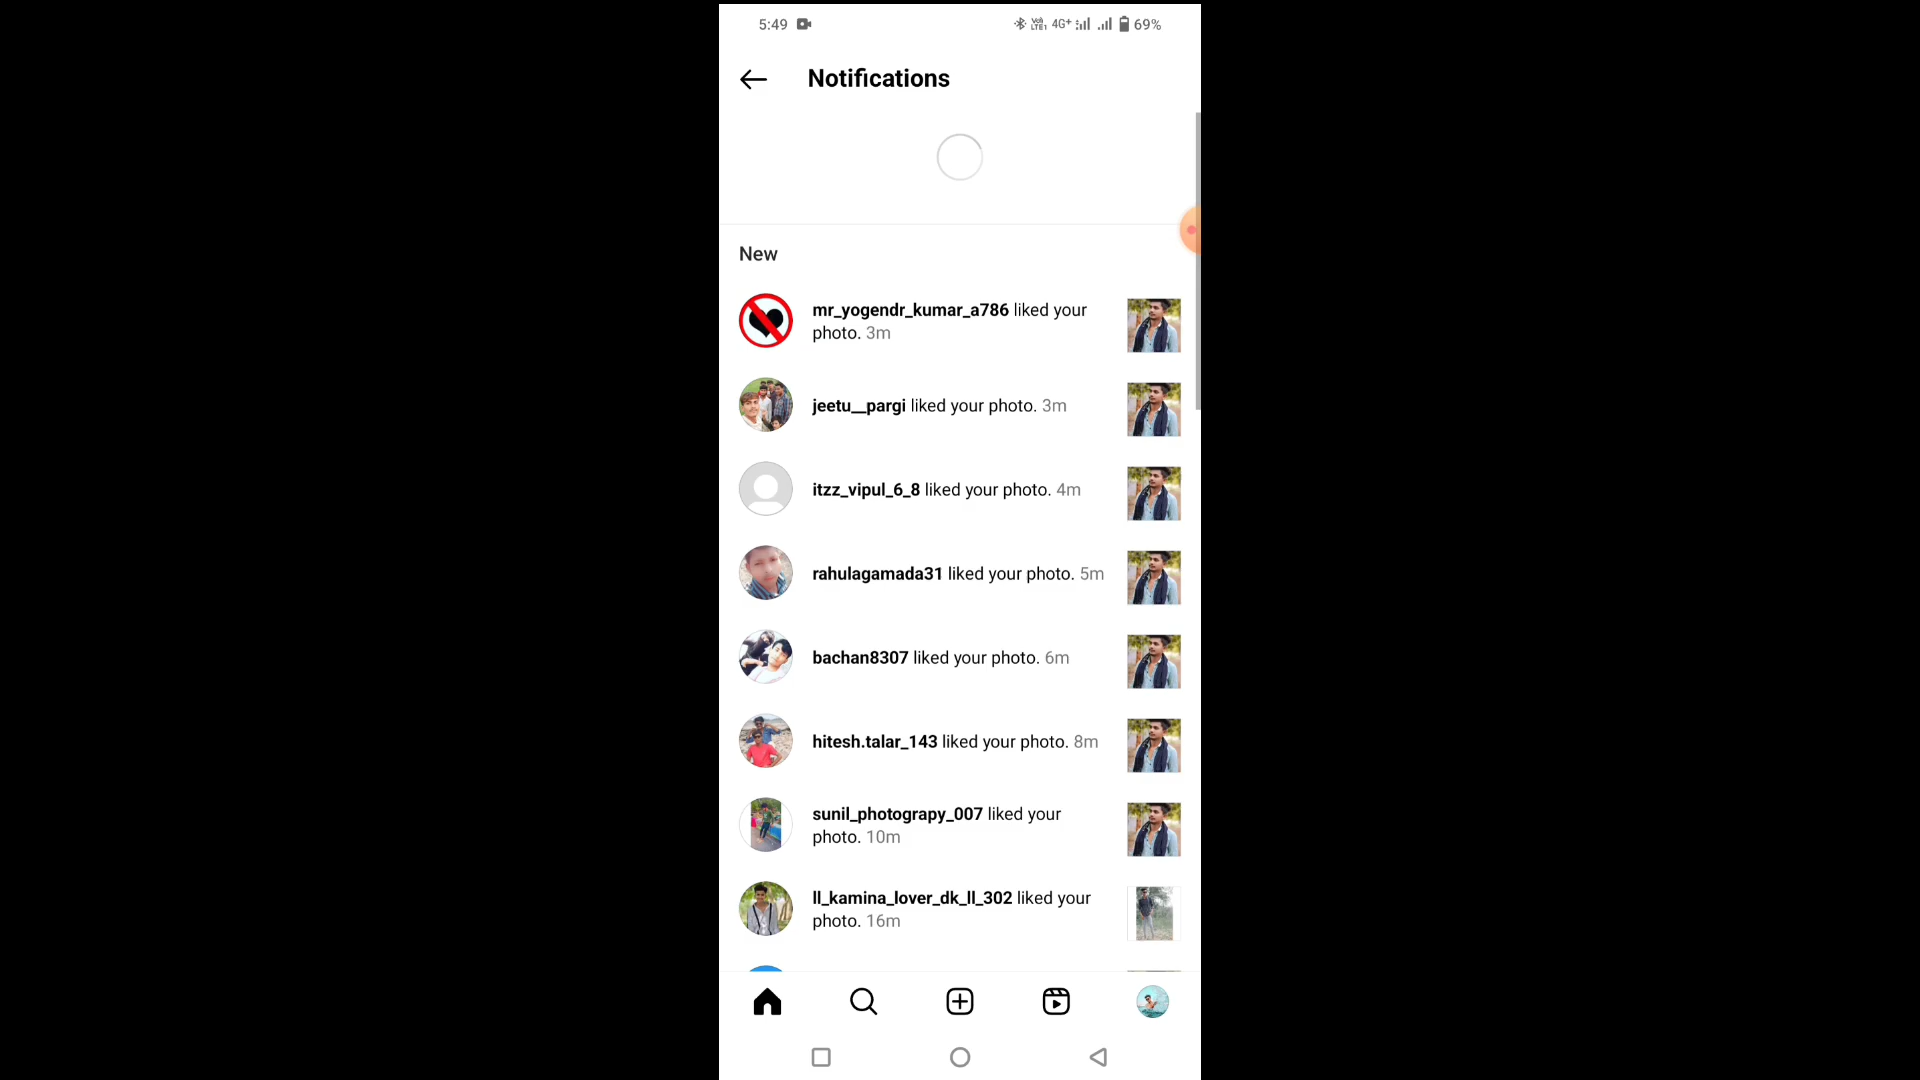 5:49 4G+ 69%
Notifications
New
mr_yogendr_kumar_a786 liked your
photo. 3m
jeetu__pargi liked your photo. 3m
itzz_vipul_6_8 liked your photo. 4m
rahulagamada31 liked your photo. 5m
bachan8307 liked your photo. 6m
hitesh.talar_143 liked your photo. 8m
sunil_photograpy_007 liked your
photo. 10m
ll_kamina_lover_dk_ll_302 liked your
photo. 16m